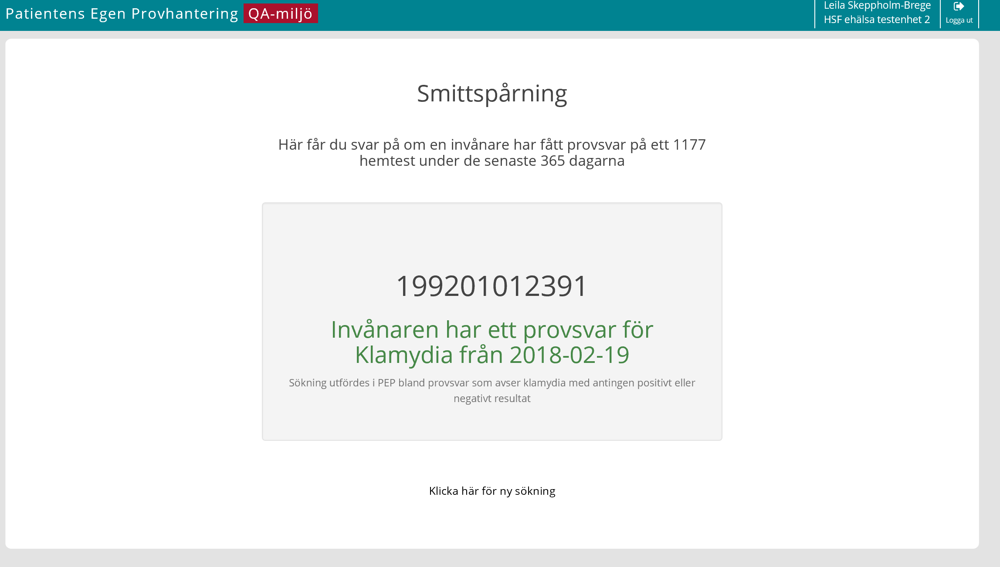 Patientens Egen Provhantering QA-miljö
Leila Skeppholm-Brege
HSF ehälsa testenhet 2
Logga ut
Smittspårning
Här får du svar på om en invånare har fått provsvar på ett 1177
hemtest under de senaste 365 dagarna
199201012391
Invånaren har ett provsvar för
Klamydia från 2018-02-19
Sökning utfördes i PEP bland provsvar som avser klamydia med antingen positivt eller
negativt resultat
Klicka här för ny sökning